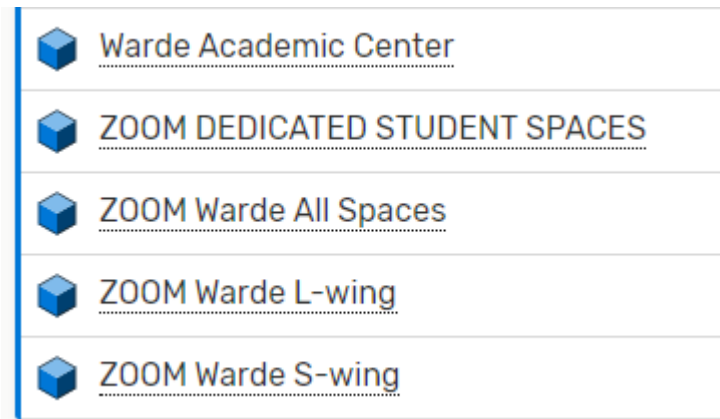 Warde Academic Center
ZOOM DEDICATED STUDENT SPACES
ZOOM Warde All Spaces
ZOOM Warde L-wing
ZOOM Warde S-wing